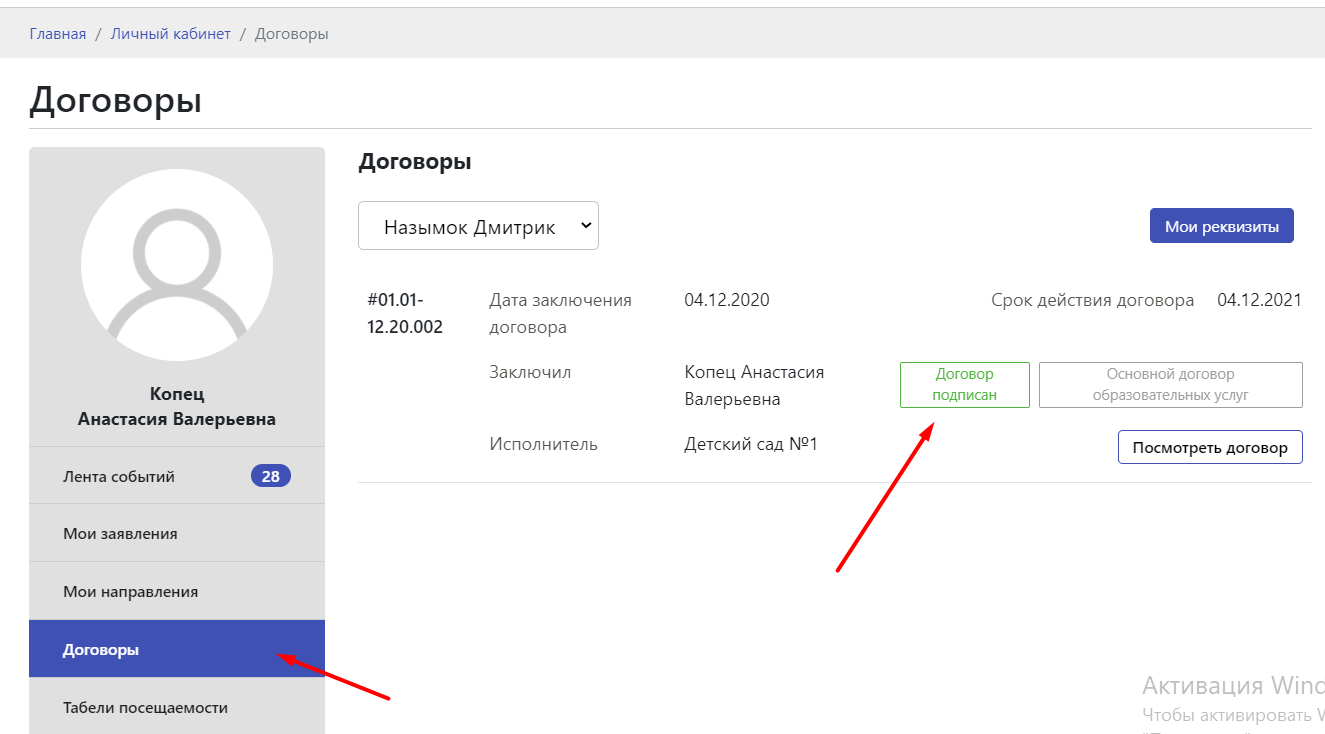 Главная / Личный кабинет / Договоры
Договоры
Копец
Анастасия Валерьевна
Лента событий 28
Мои заявления
Мои направления
Договоры
Табели посещаемости
Договоры
Назымок Дмитрик
Мои реквизиты
#01.01-
12.20.002
Дата заключения
договора
04.12.2020
Срок действия договора 04.12.2021
Заключил
Копец Анастасия
Валерьевна
Договор
подписан
Основной договор
образовательных услуг
Исполнитель
Детский сад №1
Посмотреть договор
Активация Wind
Чтобы активировать